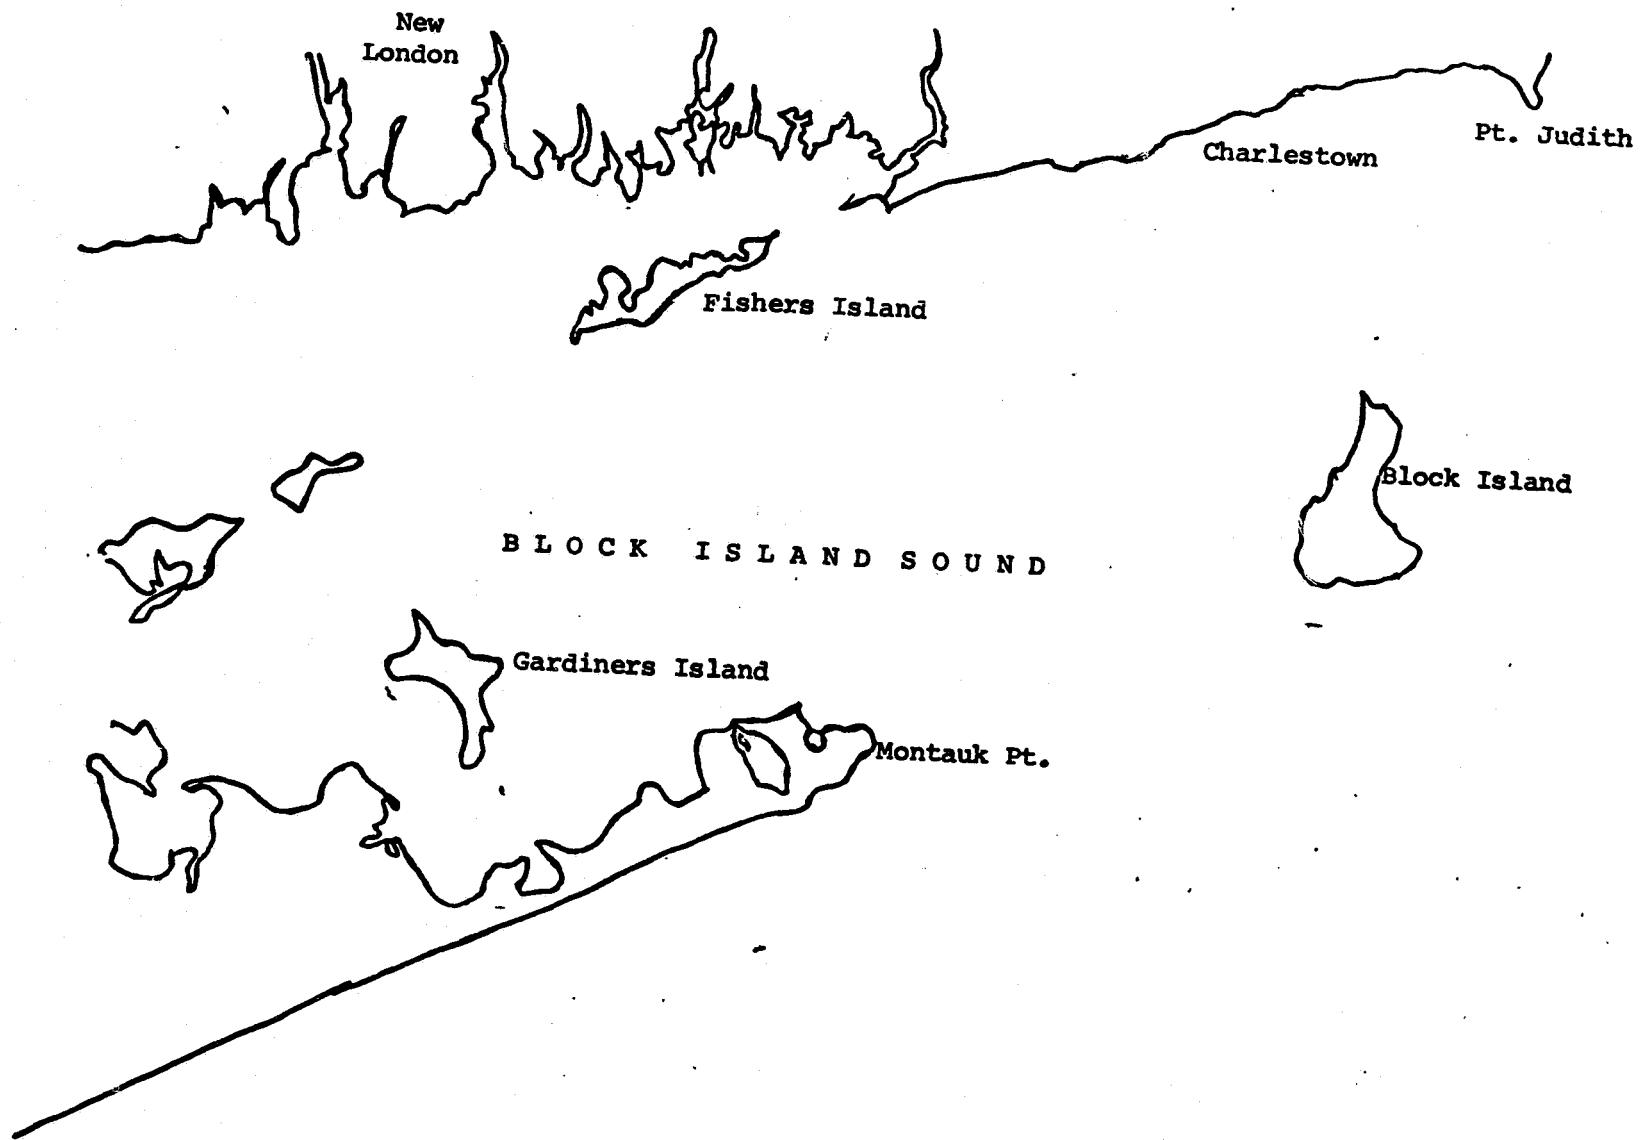 New
London
Pt. Judith
Charlestown
Fishers Island
Block Island
BLOCK ISLAND SOUND
Gardiners Island
Montauk Pt.